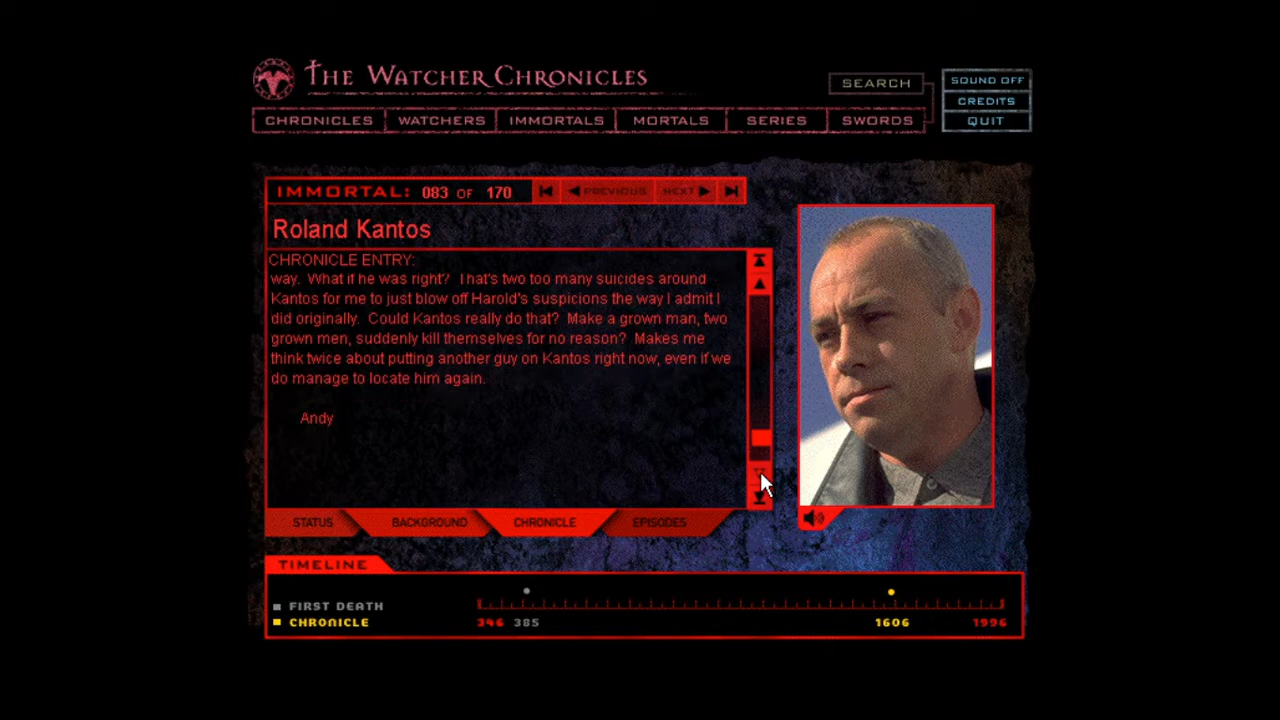 THE WATCHER CHRONICLES
SEARCH
SOUND OFF
CREDITS
QUIT
CHRONICLES WATCHERS IMMORTALS MORTALS SERIES SWORDS
IMMORTAL: 083 OF 170 PREVIOUS NEXT
Roland Kantos
CHRONICLE ENTRY:
way. What if he was right? That's two too many suicides around
Kantos for me to just blow off Harold's suspicions the way I admit I
did originally. Could Kantos really do that? Make a grown man, two
grown men, suddenly kill themselves for no reason? Makes me
think twice about putting another guy on Kantos right now, even if we
do manage to locate him again.
Andy
STATUS BACKGROUND CHRONICLE EPISODES
TIMELINE
FIRST DEATH
CHRONICLE
346 385 1606 1996